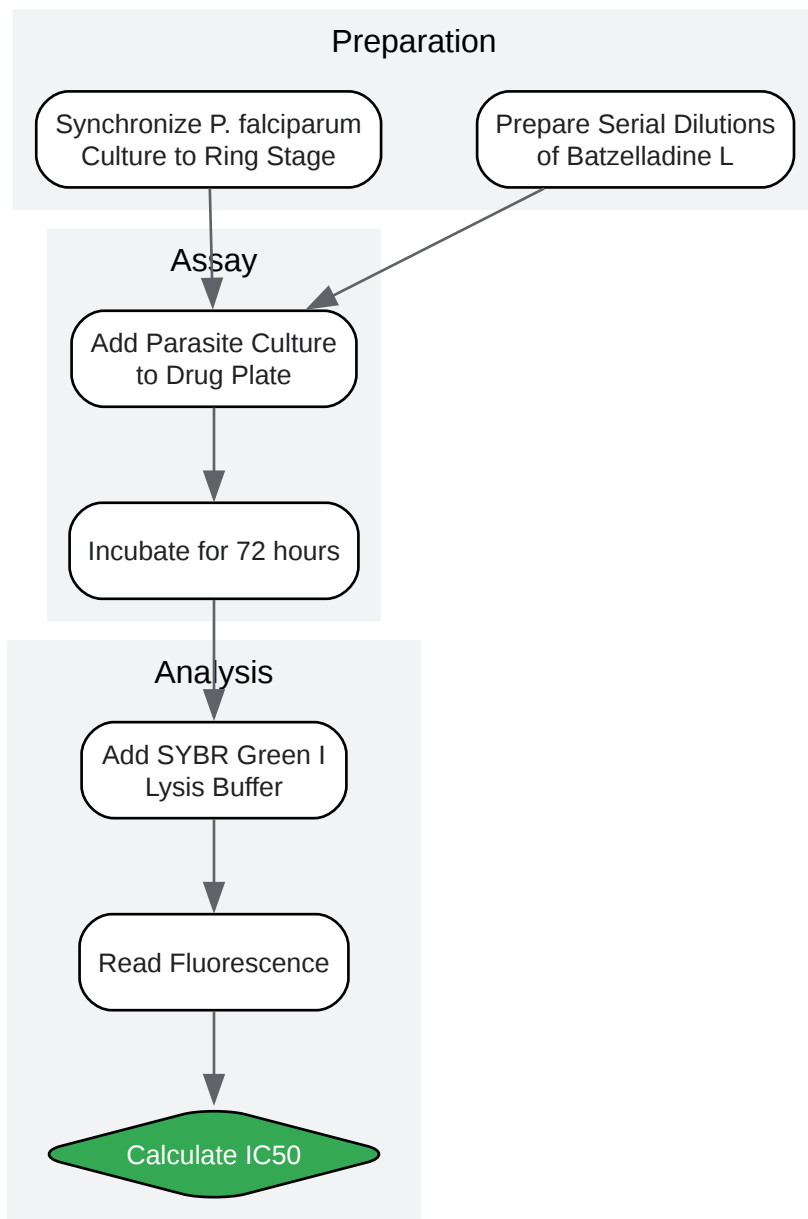 Preparation
Synchronize P. falciparum
Culture to Ring Stage
Prepare Serial Dilutions
of Batzelladine L
Assay
Add Parasite Culture
to Drug Plate
Incubate for 72 hours
Analysis
Add SYBR Green I
Lysis Buffer
Read Fluorescence
Calculate IC50